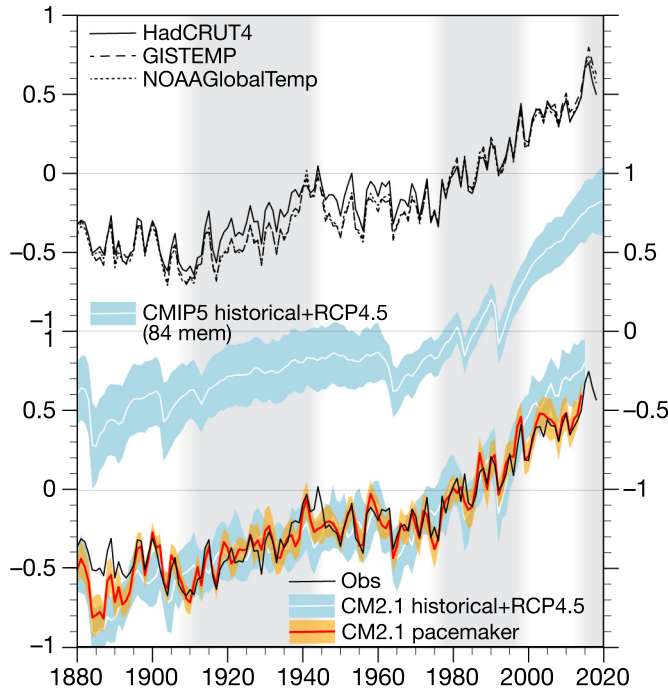 1
HadCRUT4
GISTEMP
NOAAGlobalTemp
0.5
0
1
−0.5
0.5
CMIP5 historical+RCP4.5
(84 mem)
−1
0
1
0.5
−0.5
0
−1
−0.5
Obs
CM2.1 historical+RCP4.5
CM2.1 pacemaker
−1
1880 1900 1920 1940 1960 1980 2000 2020